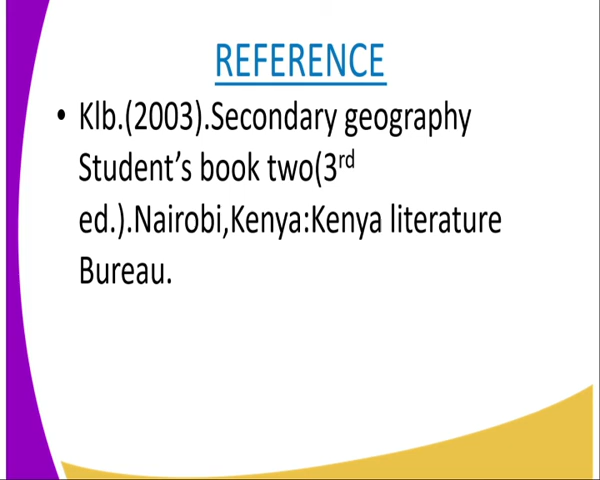 REFERENCE
• Klb.(2003).Secondary geography
Student’s book two(3rd
ed.).Nairobi,Kenya:Kenya literature
Bureau.